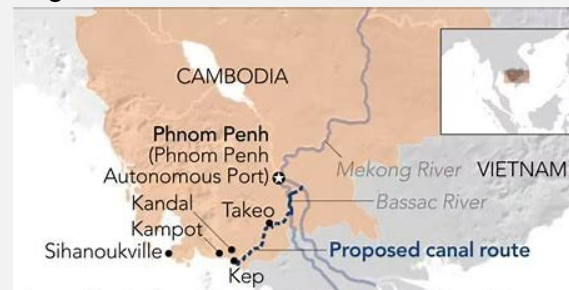 CAMBODIA
Phnom Penh
(Phnom Penh
Autonomous Port)
Mekong River
VIETNAM
Kandal
Takeo
Bassac River
Kampot
Sihanoukville
Proposed canal route
Kep